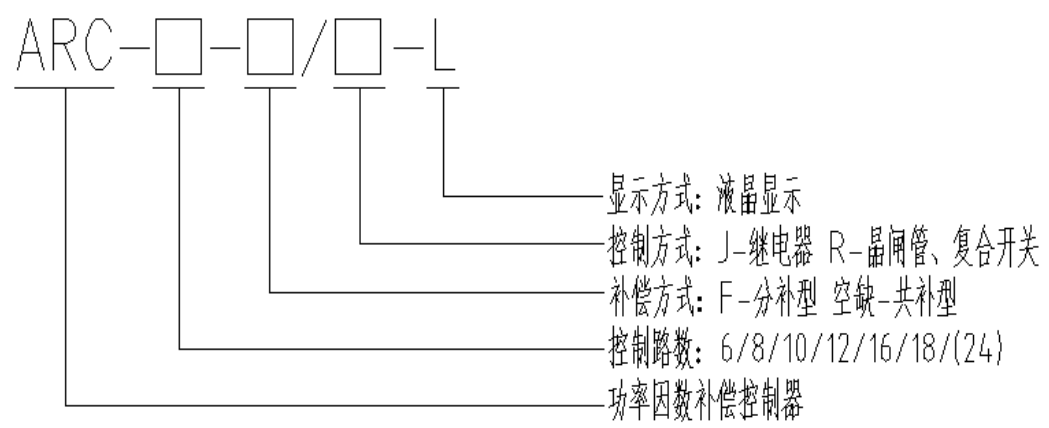 ARC-□-□/□-L
显示方式: 液晶显示
控制方式: J-继电器 R-晶闸管、复合开关
补偿方式: F-分补型 空缺-共补型
控制路数: 6/8/10/12/16/18/(24)
功率因数补偿控制器